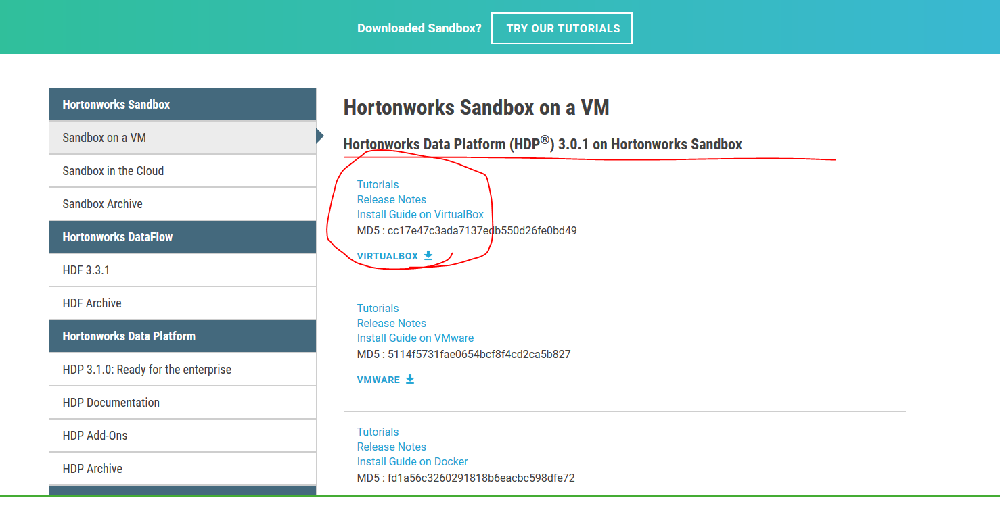 Downloaded Sandbox? TRY OUR TUTORIALS
Hortonworks Sandbox
Sandbox on a VM
Sandbox in the Cloud
Sandbox Archive
Hortonworks DataFlow
HDF 3.3.1
HDF Archive
Hortonworks Data Platform
HDP 3.1.0: Ready for the enterprise
HDP Documentation
HDP Add-Ons
HDP Archive
Hortonworks Sandbox on a VM
Hortonworks Data Platform (HDP®) 3.0.1 on Hortonworks Sandbox
Tutorials
Release Notes
Install Guide on VirtualBox
MD5 : cc17e47c3ada7137edb550d26fe0bd49
VIRTUALBOX
Tutorials
Release Notes
Install Guide on VMware
MD5 : 5114f5731fae0654bcf8f4cd2ca5b827
VMWARE
Tutorials
Release Notes
Install Guide on Docker
MD5 : fd1a56c3260291818b6eacbc598dfe72